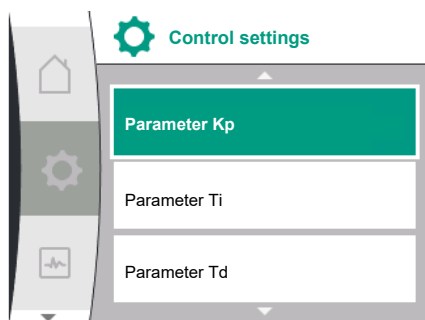 Control settings
Parameter Kp
Parameter Ti
Parameter Td